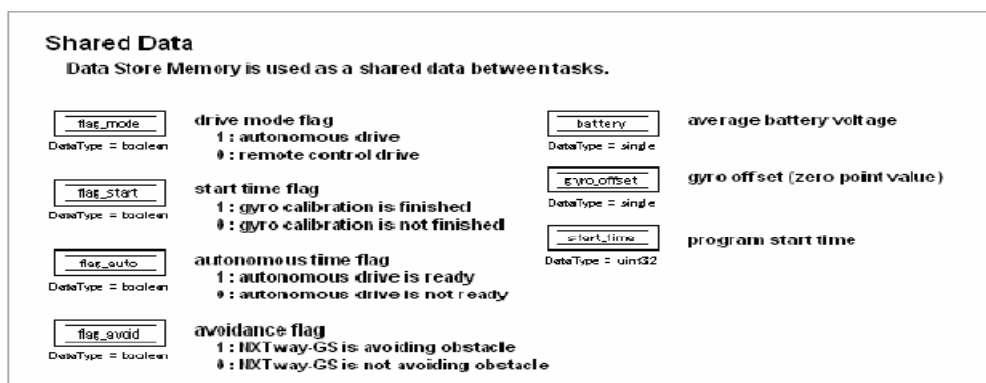 Shared Data
Data Store Memory is used as a shared data between tasks.
flag_mode
DataType = boolean
drive mode flag
1 : autonomous drive
0 : remote control drive
flag_start
DataType = boolean
start time flag
1 : gyro calibration is finished
0 : gyro calibration is not finished
flag_auto
DataType = boolean
autonomous time flag
1 : autonomous drive is ready
0 : autonomous drive is not ready
flag_avoid
DataType = boolean
avoidance flag
1 : NXTway-GS is avoiding obstacle
0 : NXTway-GS is not avoiding obstacle
battery
DataType = single
average battery voltage
gyro_offset
DataType = single
gyro offset (zero point value)
start_time
DataType = uint32
program start time